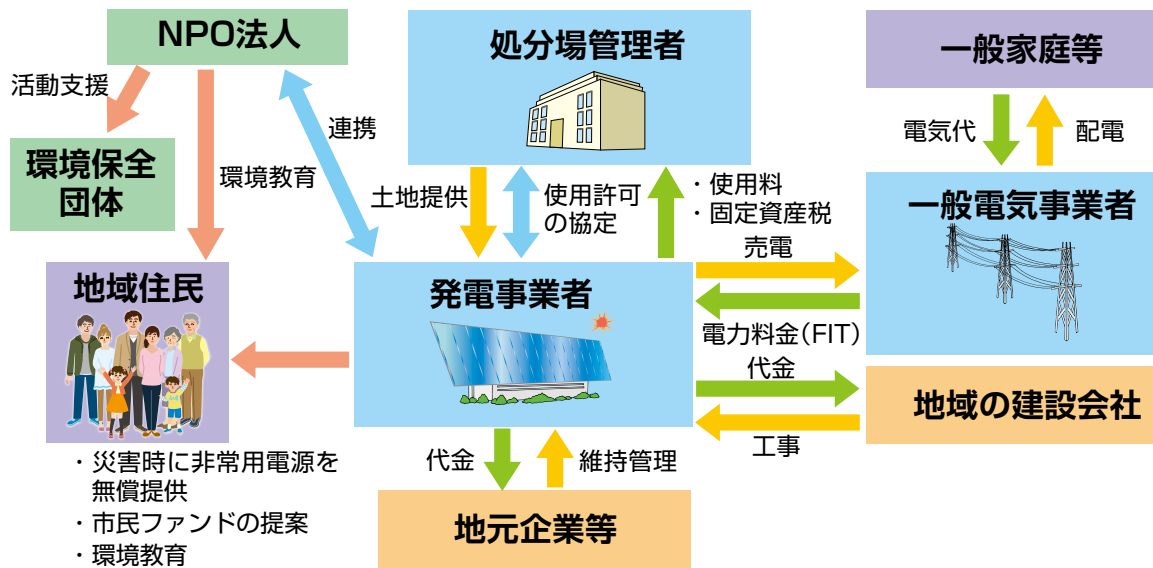 NPO法人
処分場管理者
一般家庭等
活動支援
連携
電気代
配電
環境保全
団体
環境教育
土地提供
使用許可
の協定
・使用料
・固定資産税
一般電気事業者
売電
地域住民
発電事業者
電力料金（FIT）
代金
地域の建設会社
工事
・災害時に非常用電源を
無償提供
・市民ファンドの提案
・環境教育
代金
維持管理
地元企業等